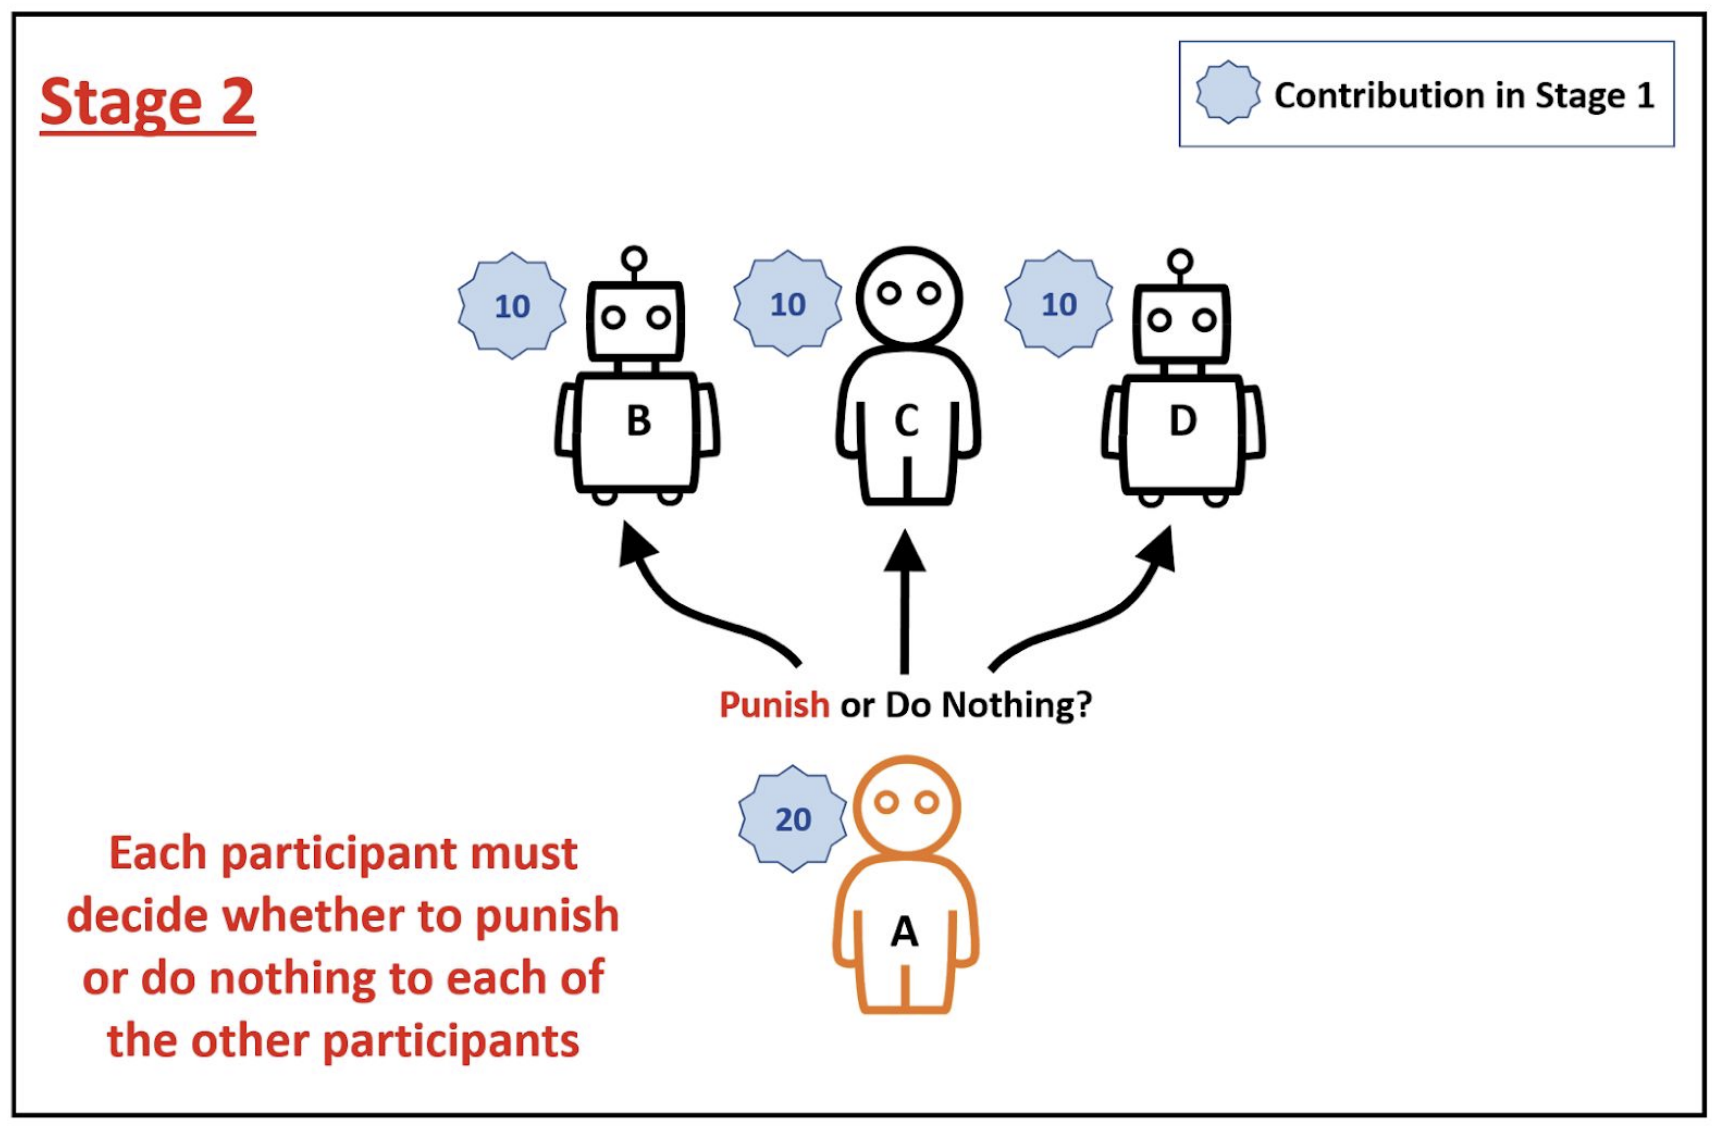 Stage 2
Contribution in Stage 1
10
10
10
B
C
D
Punish or Do Nothing?
20
A
Each participant must
decide whether to punish
or do nothing to each of
the other participants